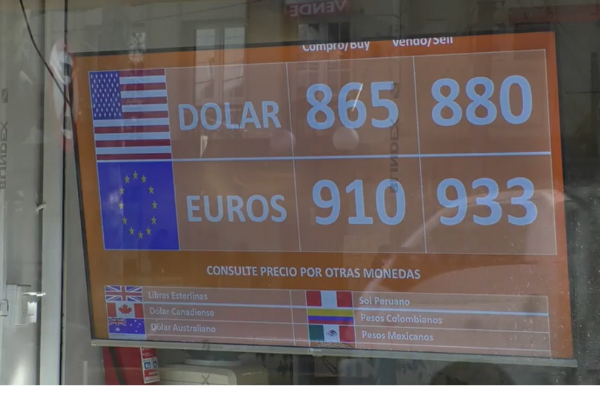 VENDE
Compro/Buy Vendo/Sell
DOLAR 865 880
EUROS 910 933
CONSULTE PRECIO POR OTRAS MONEDAS
Libras Esterlinas Sol Peruano
Dolar Canadiense Pesos Colombianos
Dolar Australiano Pesos Mexicanos